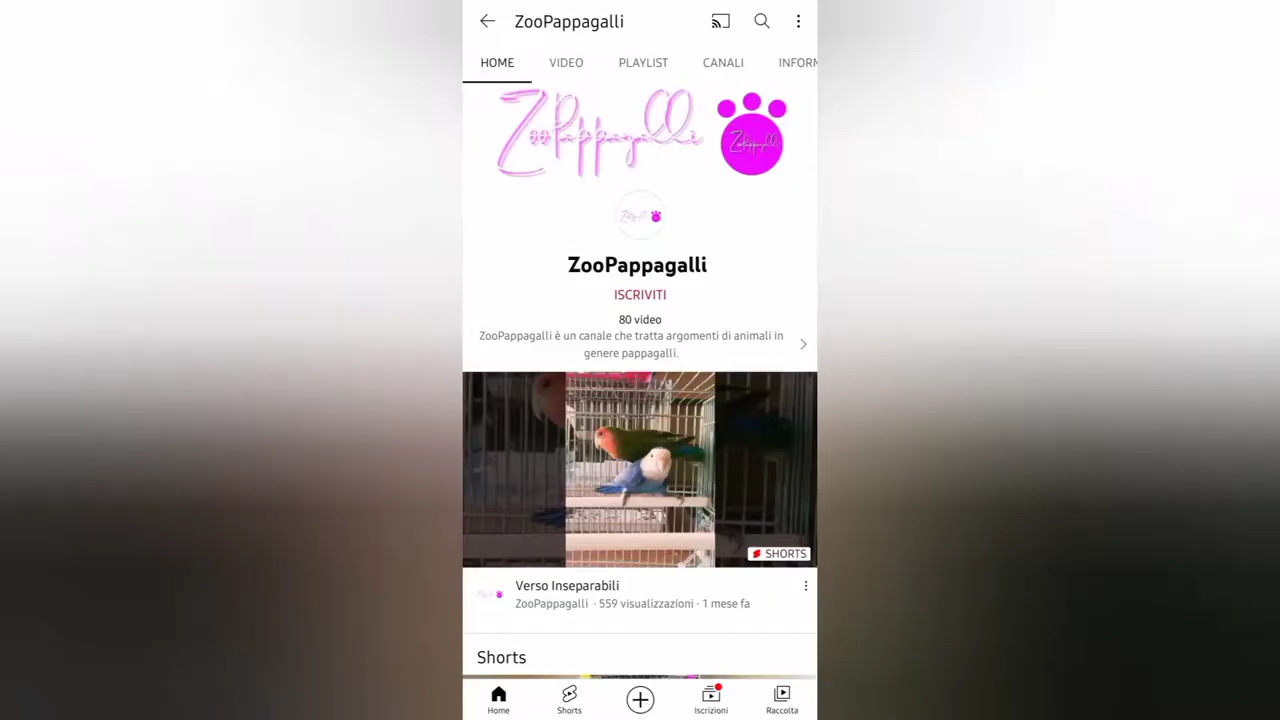 ZooPappagalli
HOME VIDEO PLAYLIST CANALI INFORM
ZooPappagalli
ZooPappagalli
ZooPappagalli
ISCRIVITI
80 video
ZooPappagalli è un canale che tratta argomenti di animali in
genere pappagalli.
SHORTS
Verso Inseparabili
ZooPappagalli · 559 visualizzazioni · 1 mese fa
Shorts
Home Shorts Iscrizioni Raccolta